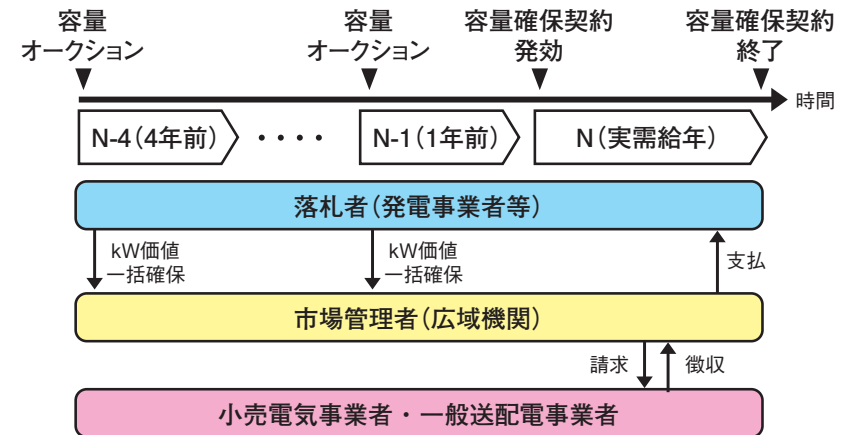 容量
オークション
容量
オークション
容量確保契約
発効
容量確保契約
終了
時間
N-4(4年前)
・・・・
N-1(1年前)
N(実需給年)
落札者(発電事業者等)
kW価値
一括確保
kW価値
一括確保
支払
市場管理者(広域機関)
請求
徴収
小売電気事業者・一般送配電事業者